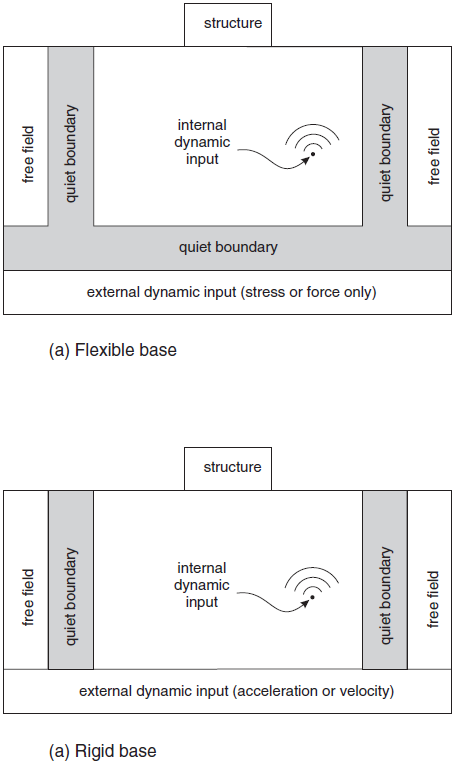 structure
free field
quiet boundary
internal
dynamic
input
quiet boundary
free field
quiet boundary
external dynamic input (stress or force only)
(a) Flexible base
structure
free field
quiet boundary
internal
dynamic
input
quiet boundary
free field
external dynamic input (acceleration or velocity)
(a) Rigid base